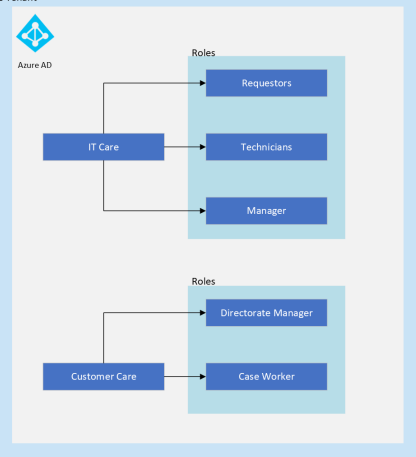 Tenant
Azure AD
Roles
Requestors
IT Care
Technicians
Manager
Roles
Directorate Manager
Customer Care
Case Worker